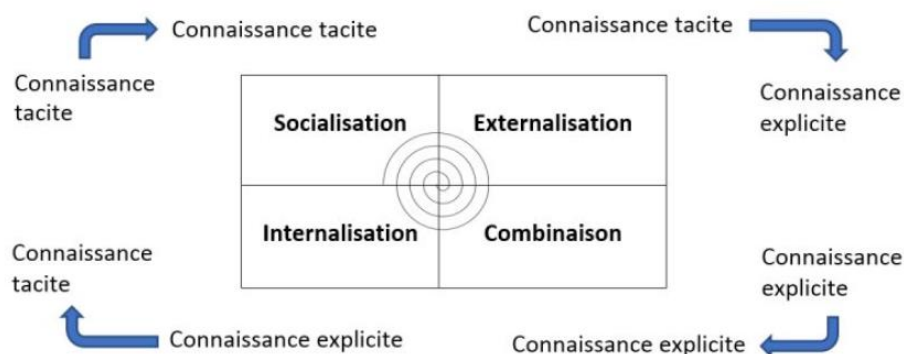 Connaissance tacite
Connaissance tacite
Connaissance
tacite
Connaissance
explicite
Socialisation
Externalisation
Internalisation
Combinaison
Connaissance
tacite
Connaissance
explicite
Connaissance explicite
Connaissance explicite